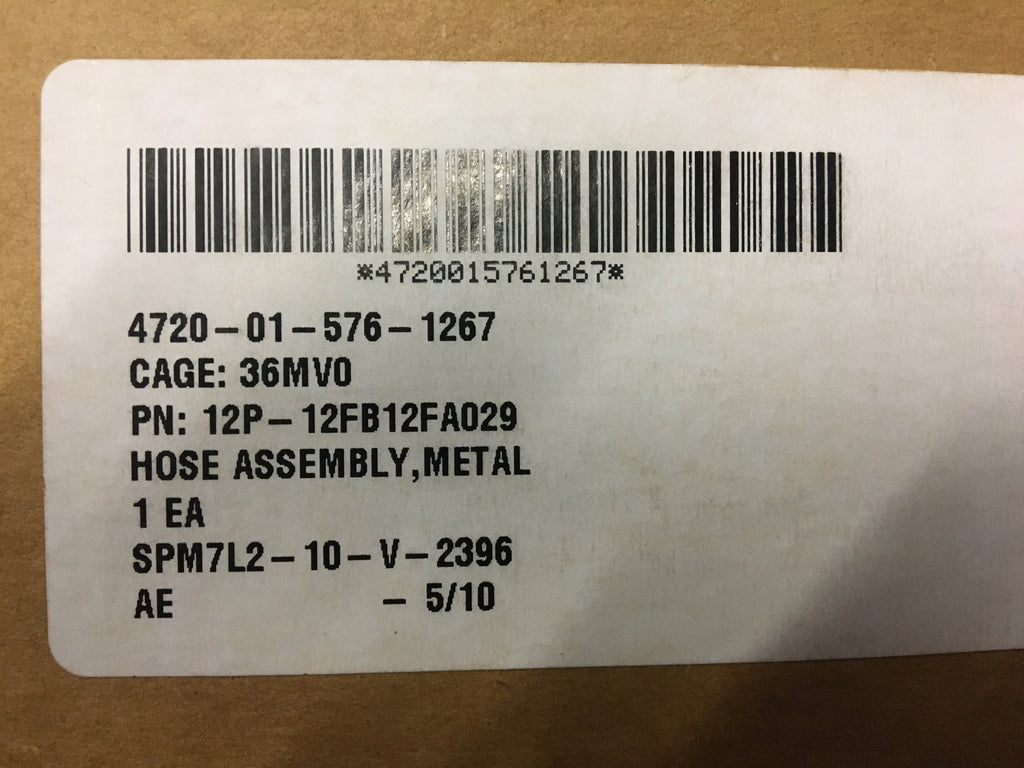 *4720015761267*
4720-01-576-1267
CAGE: 36MV0
PN: 12P-12FB12FA029
HOSE ASSEMBLY,METAL
1 EA
SPM7L2-10-V-2396
AE - 5/10